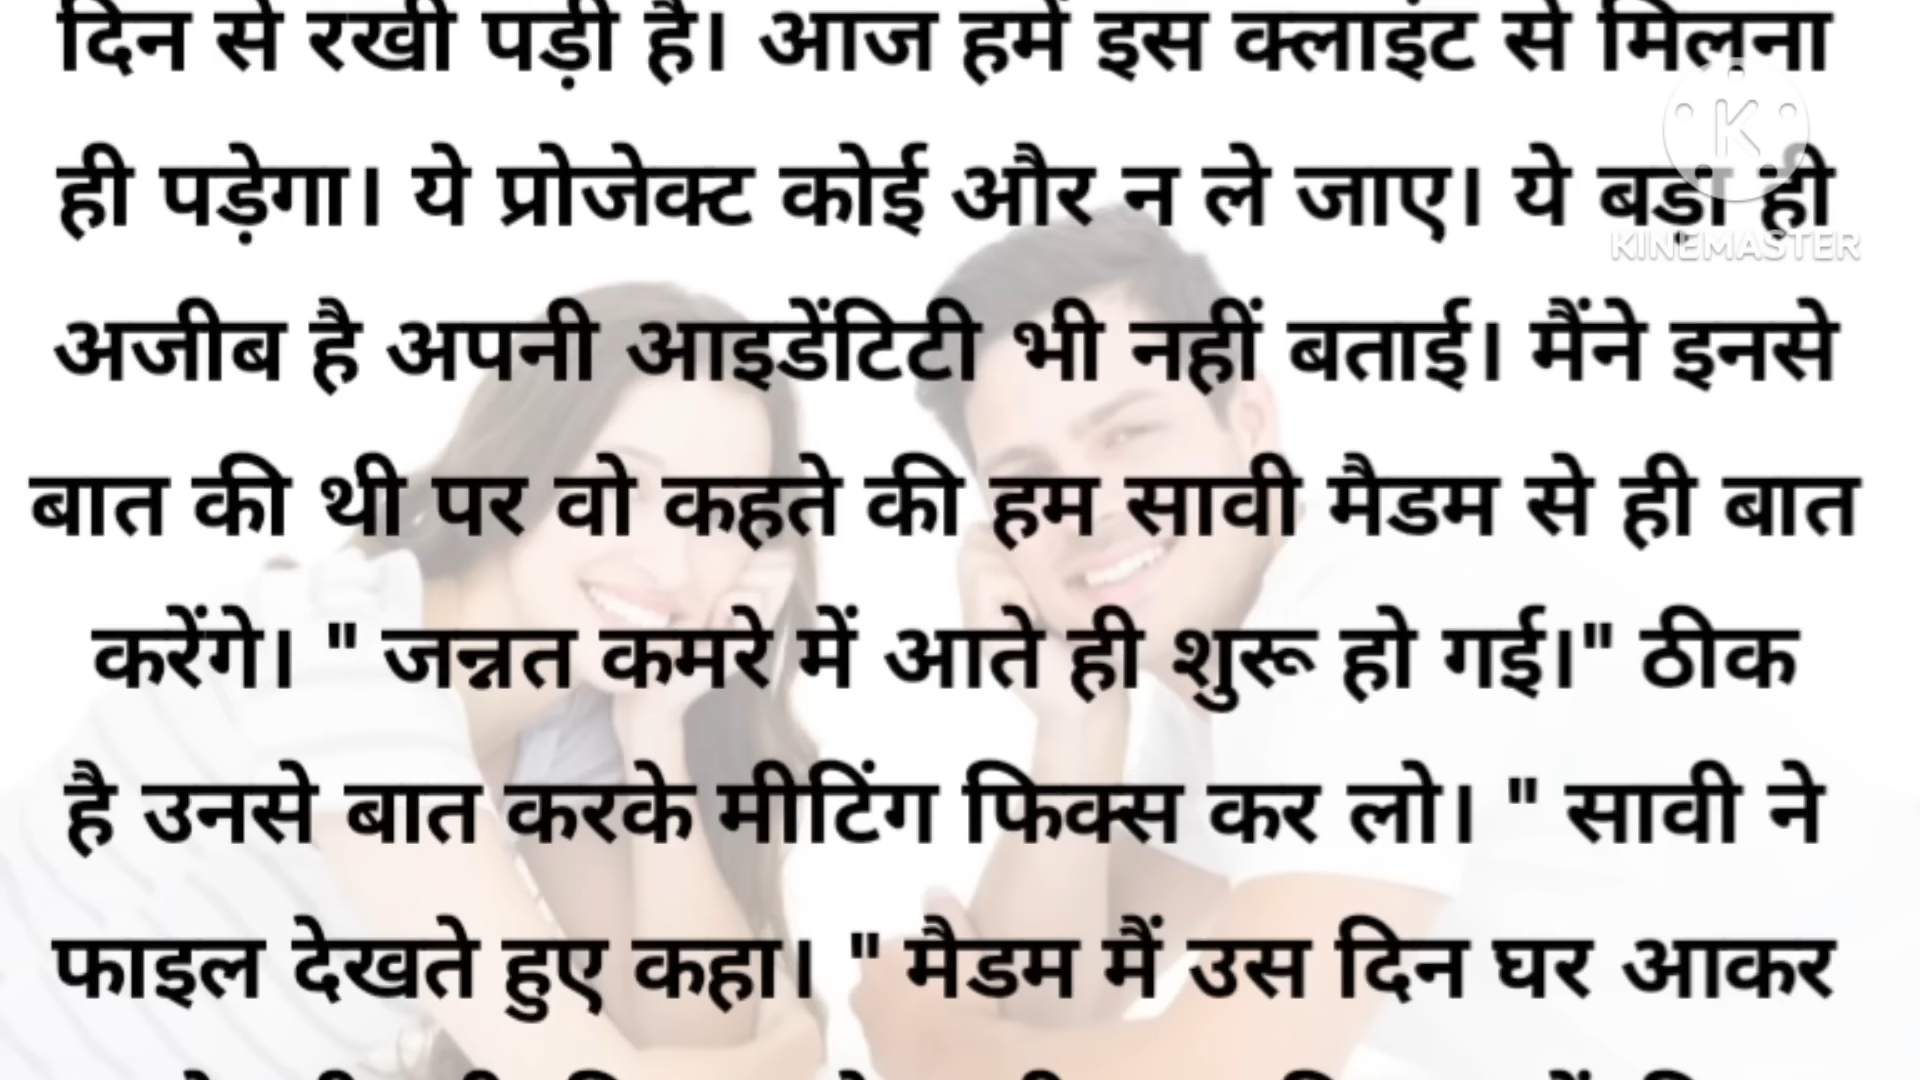 दिन से रखी पड़ी है। आज हमें इस क्लाइंट से मिलना
ही पड़ेगा। ये प्रोजेक्ट कोई और न ले जाए। ये बड़ा ही
KINEMASTER
अजीब है अपनी आइडेंटिटी भी नहीं बताई। मैंने इनसे
बात की थी पर वो कहते की हम सावी मैडम से ही बात
करेंगे। " जन्नत कमरे में आते ही शुरू हो गई।" ठीक
है उनसे बात करके मीटिंग फिक्स कर लो। " सावी ने
फाइल देखते हुए कहा। " मैडम मैं उस दिन घर आकर